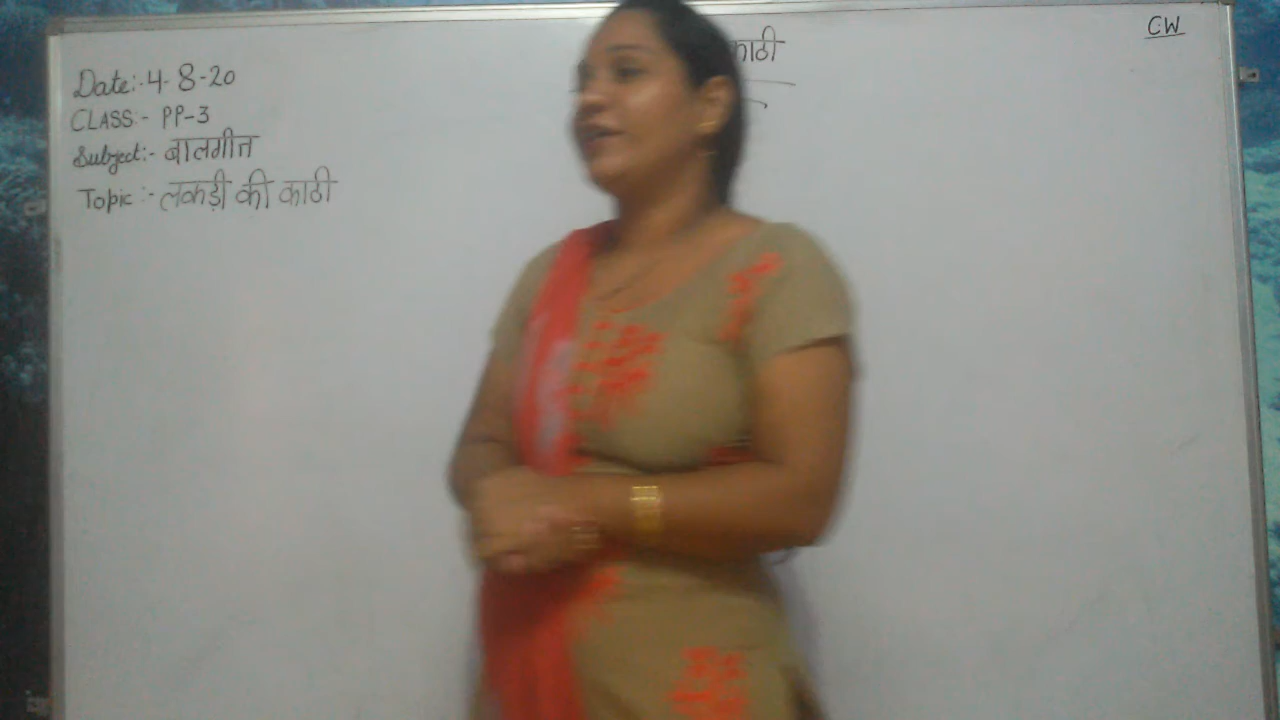 CW
काठी
Date:- 4-8-20
CLASS:- PP-3
Subject:- बालगीत
Topic:- लकड़ी की काठी